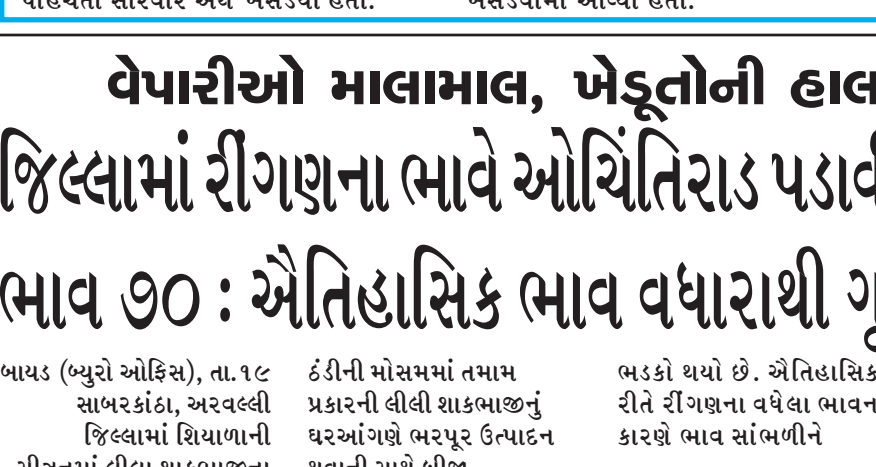 વેપારીઓ માલામાલ, ખેડૂતોની હાલ
જિલ્લામાં રીંગણના ભાવે ઓચિંતિરાડ પડાવી
ભાવ ૭૦ : ઐતિહાસિક ભાવ વધારાથી
બાયડ (બ્યુરો ઓફિસ), તા.૧૯
સાબરકાંઠા, અરવલ્લી
જિલ્લામાં શિયાળાની
ઠંડીની મોસમમાં તમામ
પ્રકારની લીલી શાકભાજીનું
ઘરઆંગણે ભરપૂર ઉત્પાદન
ભડકો થયો છે. ઐતિહાસિક
રીતે રીંગણના વધેલા ભાવન
કારણે ભાવ સાંભળીને